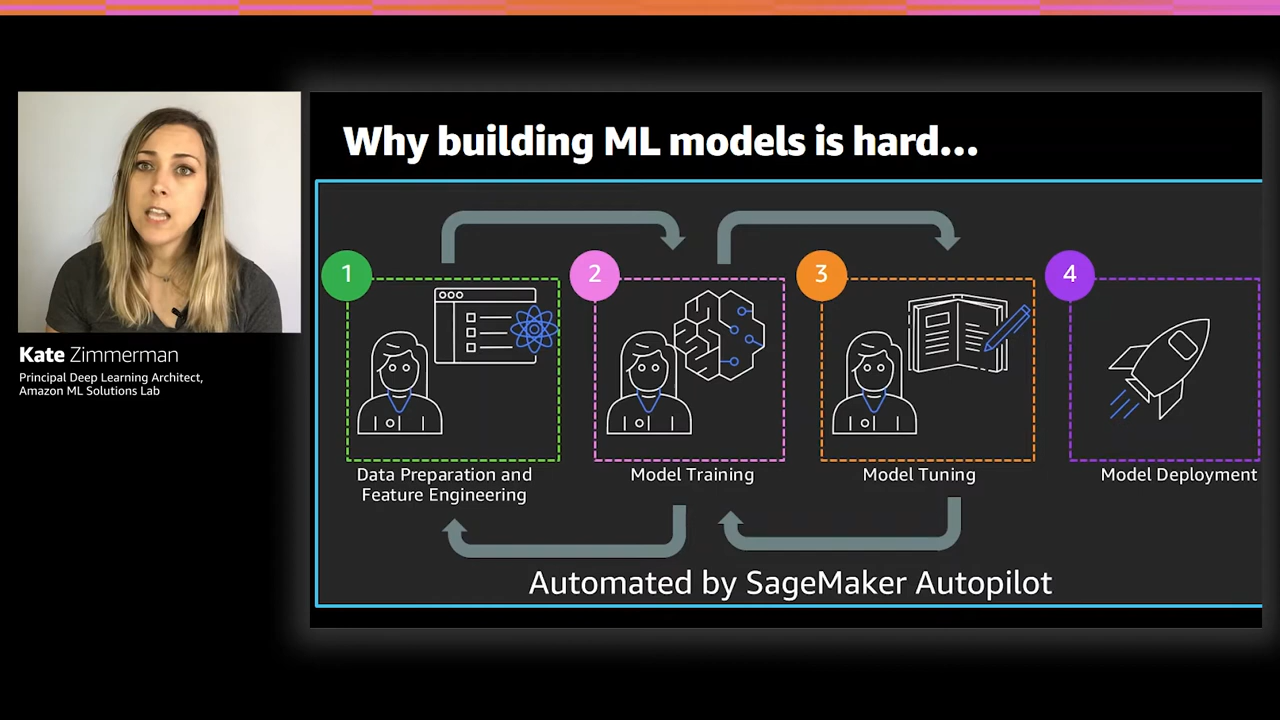 Why building ML models is hard...
1
2
3
4
Data Preparation and
Feature Engineering
Model Training
Model Tuning
Model Deployment
Automated by SageMaker Autopilot
Kate Zimmerman
Principal Deep Learning Architect,
Amazon ML Solutions Lab